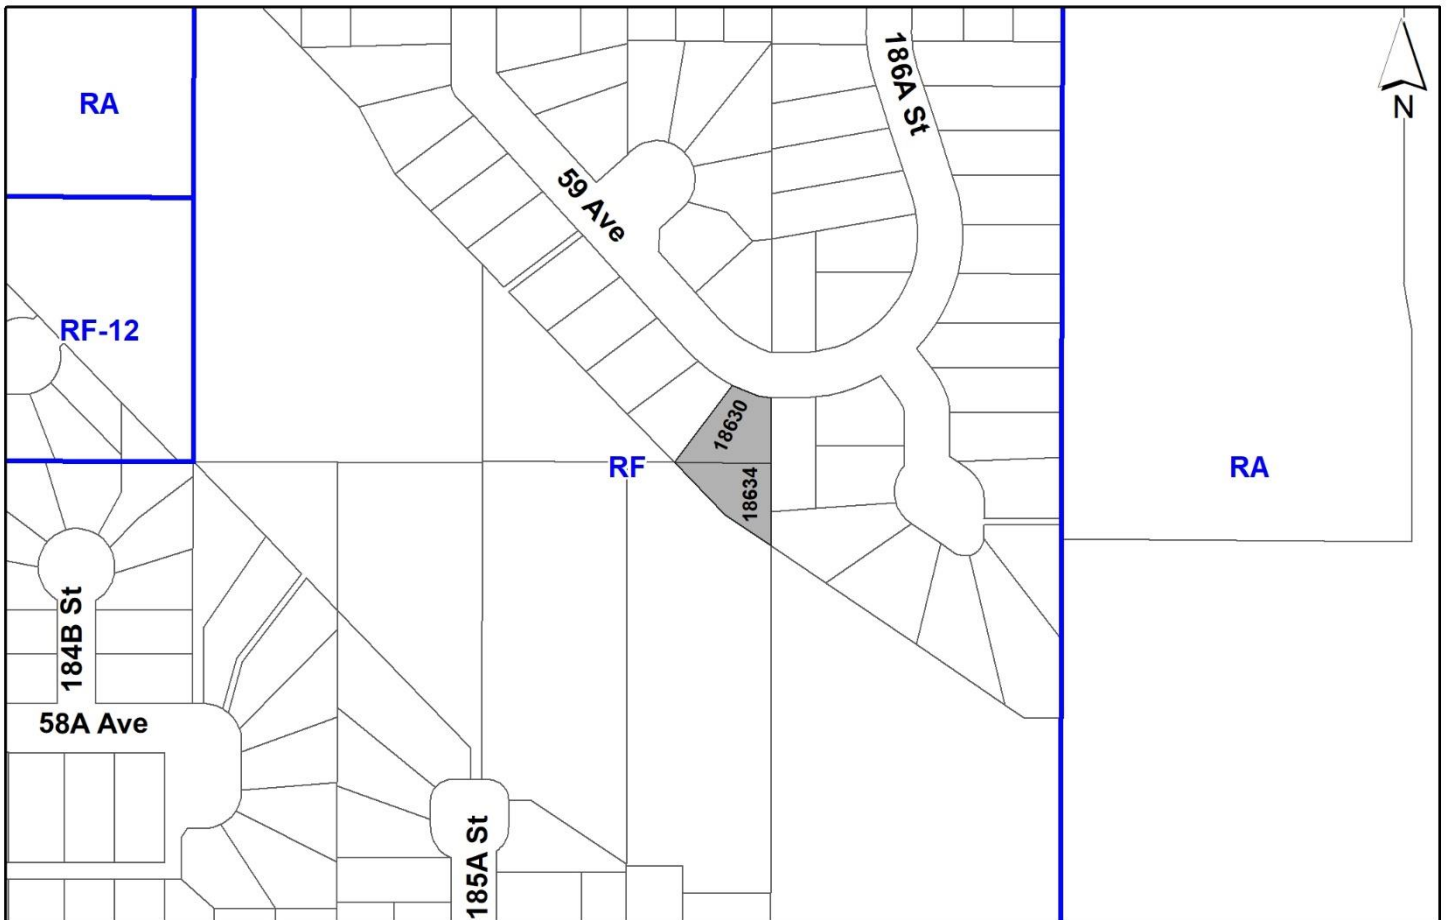 RA
186A St
N
59 Ave
RF-12
18630
RF
18634
RA
184B St
58A Ave
185A St